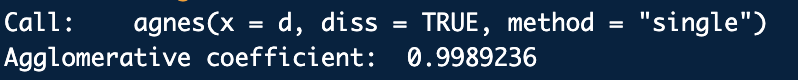 Call:    agnes(x = d, diss = TRUE, method = "single")
Agglomerative coefficient:  0.9989236